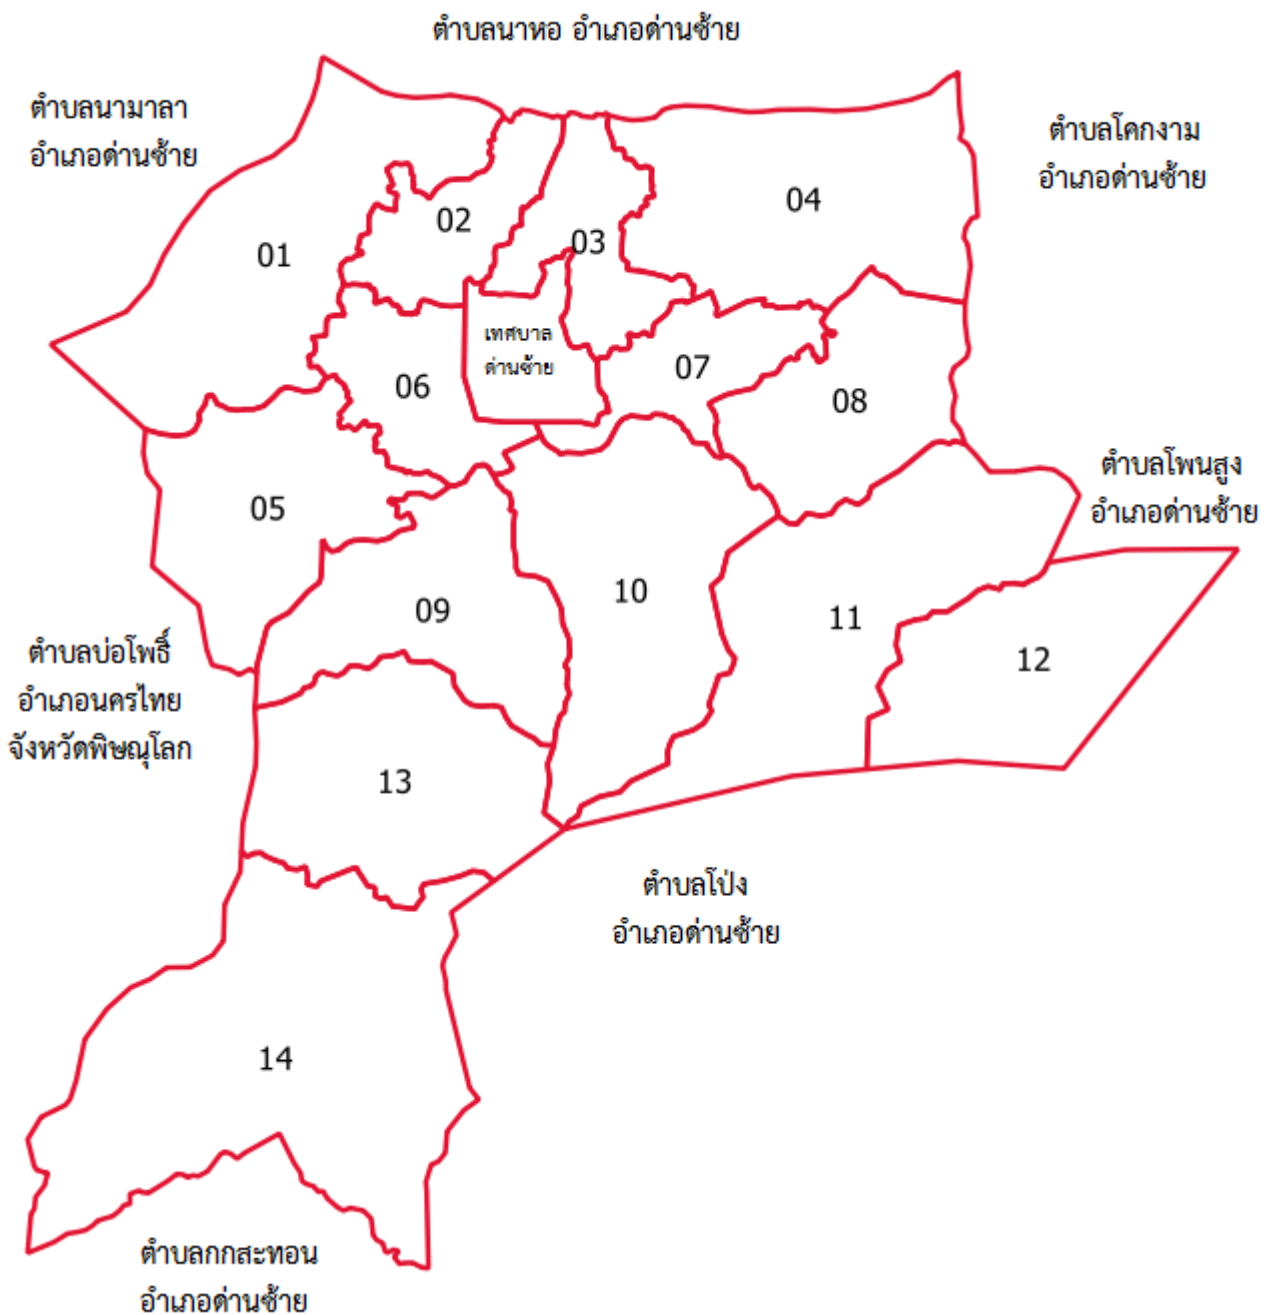 ตำบลนาหอ อำเภอด่านซ้าย
ตำบลนามาลา
อำเภอด่านซ้าย
ตำบลโคกงาม
อำเภอด่านซ้าย
04
02
03
01
เทศบาล
ด่านซ้าย
07
06
08
ตำบลโพนสูง
อำเภอด่านซ้าย
05
10
09
11
12
ตำบลบ่อโพธิ์
อำเภอนครไทย
จังหวัดพิษณุโลก
13
ตำบลโป่ง
อำเภอด่านซ้าย
14
ตำบลกกสะทอน
อำเภอด่านซ้าย